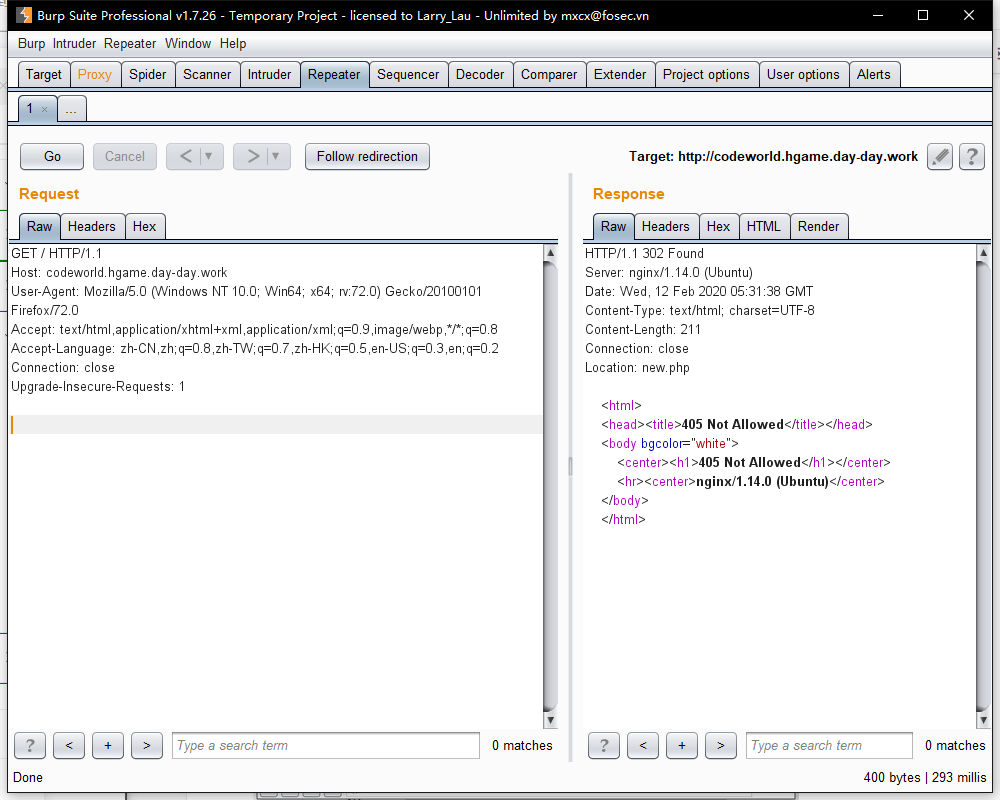 Burp Suite Professional v1.7.26 - Temporary Project - licensed to Larry_Lau - Unlimited by mxcx@fosec.vn
Burp Intruder Repeater Window Help
Target Proxy Spider Scanner Intruder Repeater Sequencer Decoder Comparer Extender Project options User options Alerts
1 × ...
Go Cancel < ▼ > ▼ Follow redirection Target: http://codeworld.hgame.day-day.work ?
Request
Raw Headers Hex
GET / HTTP/1.1
Host: codeworld.hgame.day-day.work
User-Agent: Mozilla/5.0 (Windows NT 10.0; Win64; x64; rv:72.0) Gecko/20100101
Firefox/72.0
Accept: text/html,application/xhtml+xml,application/xml;q=0.9,image/webp,*/*;q=0.8
Accept-Language: zh-CN,zh;q=0.8,zh-TW;q=0.7,zh-HK;q=0.5,en-US;q=0.3,en;q=0.2
Connection: close
Upgrade-Insecure-Requests: 1
? < + > Type a search term 0 matches
Response
Raw Headers Hex HTML Render
HTTP/1.1 302 Found
Server: nginx/1.14.0 (Ubuntu)
Date: Wed, 12 Feb 2020 05:31:38 GMT
Content-Type: text/html; charset=UTF-8
Content-Length: 211
Connection: close
Location: new.php
<html>
<head><title>405 Not Allowed</title></head>
<body bgcolor="white">
<center><h1>405 Not Allowed</h1></center>
<hr><center>nginx/1.14.0 (Ubuntu)</center>
</body>
</html>
? < + > Type a search term 0 matches
Done 400 bytes | 293 millis